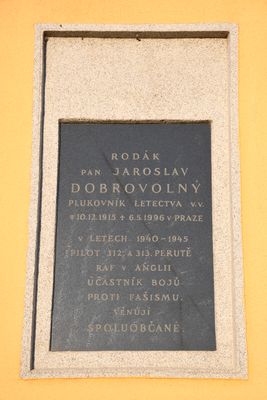 RODÁK
PAN JAROSLAV
DOBROVOLNÝ
PLUKOVNÍK LETECTVA V.V.
* 10.12.1915 + 6.5.1996 V PRAZE
V LETECH 1940-1945
PILOT 312. A 313. PERUTĚ
RAF V ANGLII
ÚČASTNÍK BOJŮ
PROTI FAŠISMU.
VĚNUJÍ
SPOLUOBČANÉ.